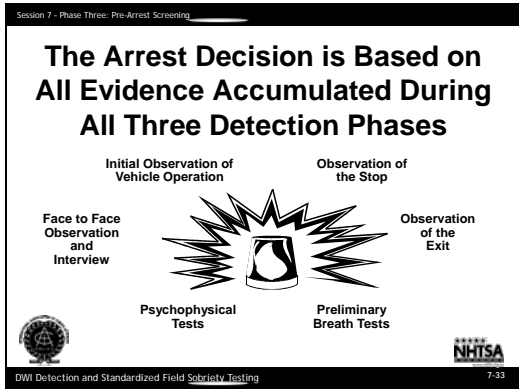 Session 7 - Phase Three: Pre-Arrest Screening
The Arrest Decision is Based on
All Evidence Accumulated During
All Three Detection Phases
Initial Observation of
Vehicle Operation
Observation of
the Stop
Face to Face
Observation
and
Interview
Observation
of the
Exit
Psychophysical
Tests
Preliminary
Breath Tests
NHTSA
DWI Detection and Standardized Field Sobriety Testing
7-33